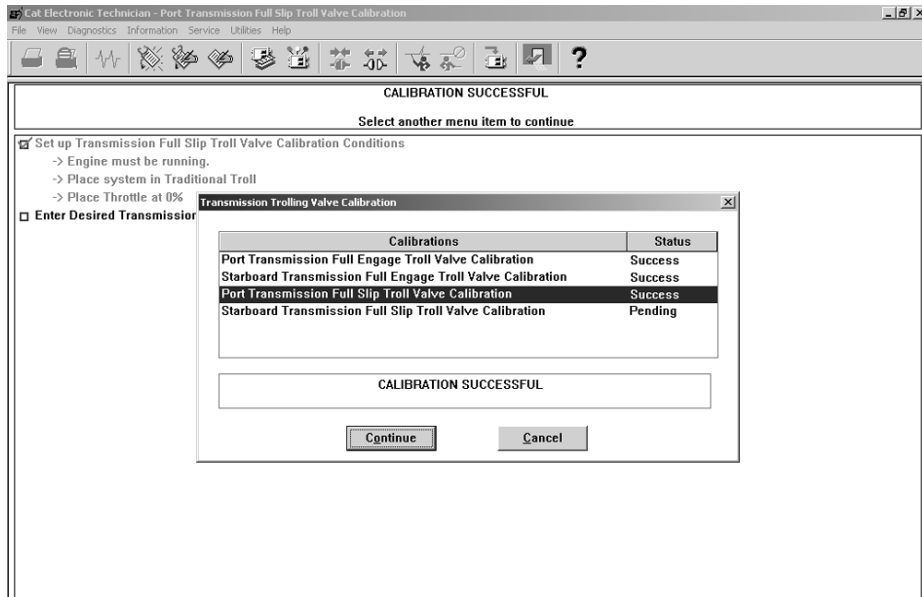 Cat Electronic Technician - Port Transmission Full Slip Troll Valve Calibration
File View Diagnostics Information Service Utilities Help
CALIBRATION SUCCESSFUL
Select another menu item to continue
Set up Transmission Full Slip Troll Valve Calibration Conditions
-> Engine must be running.
-> Place system in Traditional Troll
-> Place Throttle at 0%
Enter Desired Transmission
Transmission Trolling Valve Calibration
Calibrations Status
Port Transmission Full Engage Troll Valve Calibration Success
Starboard Transmission Full Engage Troll Valve Calibration Success
Port Transmission Full Slip Troll Valve Calibration Success
Starboard Transmission Full Slip Troll Valve Calibration Pending
CALIBRATION SUCCESSFUL
Continue Cancel